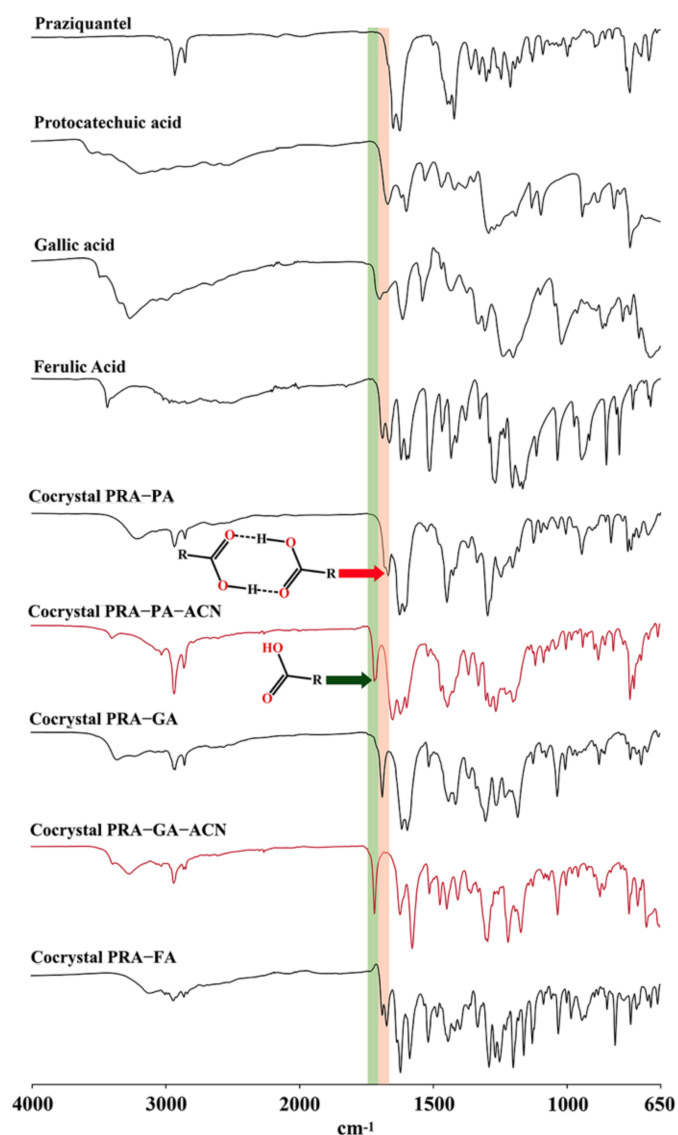 Praziquantel
Protocatechuic acid
Gallic acid
Ferulic Acid
Cocrystal PRA−PA
O H O
R R
O H O
Cocrystal PRA−PA−ACN
HO
R
O
Cocrystal PRA−GA
Cocrystal PRA−GA−ACN
Cocrystal PRA−FA
4000 3000 2000 1500 1000 650
cm-1